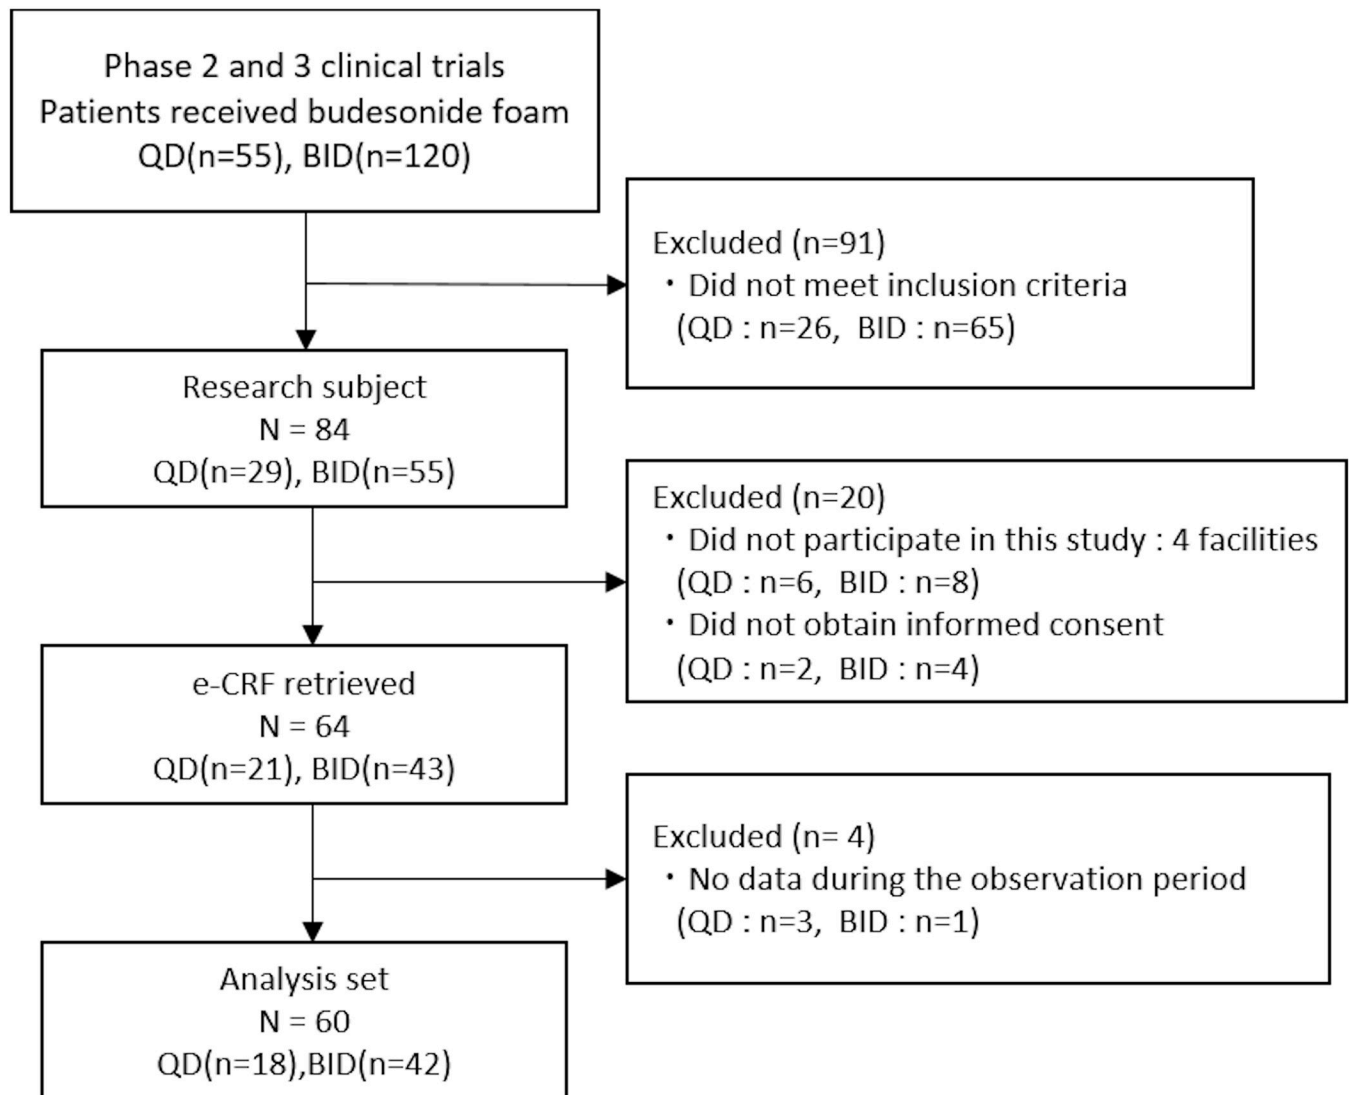 Phase 2 and 3 clinical trials
Patients received budesonide foam
QD(n=55), BID(n=120)
Excluded (n=91)
・Did not meet inclusion criteria
(QD : n=26,  BID : n=65)
Research subject
N = 84
QD(n=29), BID(n=55)
Excluded (n=20)
・Did not participate in this study : 4 facilities
(QD : n=6,  BID : n=8)
・Did not obtain informed consent
(QD : n=2,  BID : n=4)
e-CRF retrieved
N = 64
QD(n=21), BID(n=43)
Excluded (n= 4)
・No data during the observation period
(QD : n=3,  BID : n=1)
Analysis set
N = 60
QD(n=18),BID(n=42)